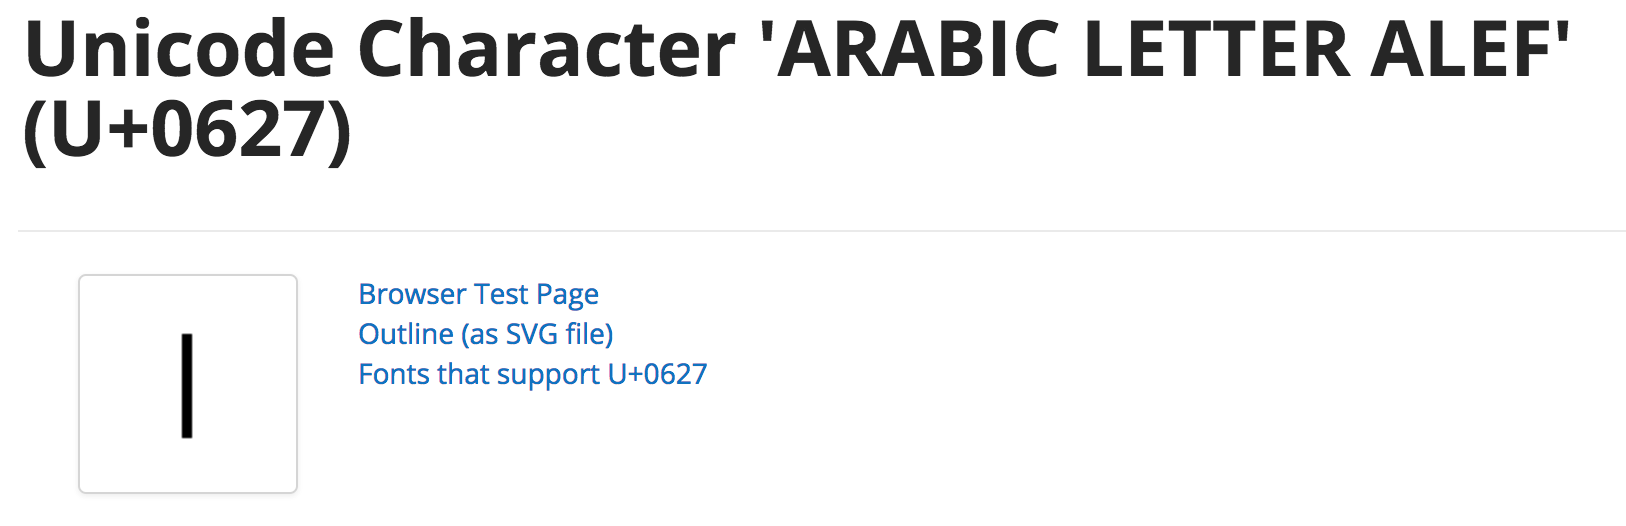 Unicode Character 'ARABIC LETTER ALEF'
(U+0627)
ا
Browser Test Page
Outline (as SVG file)
Fonts that support U+0627